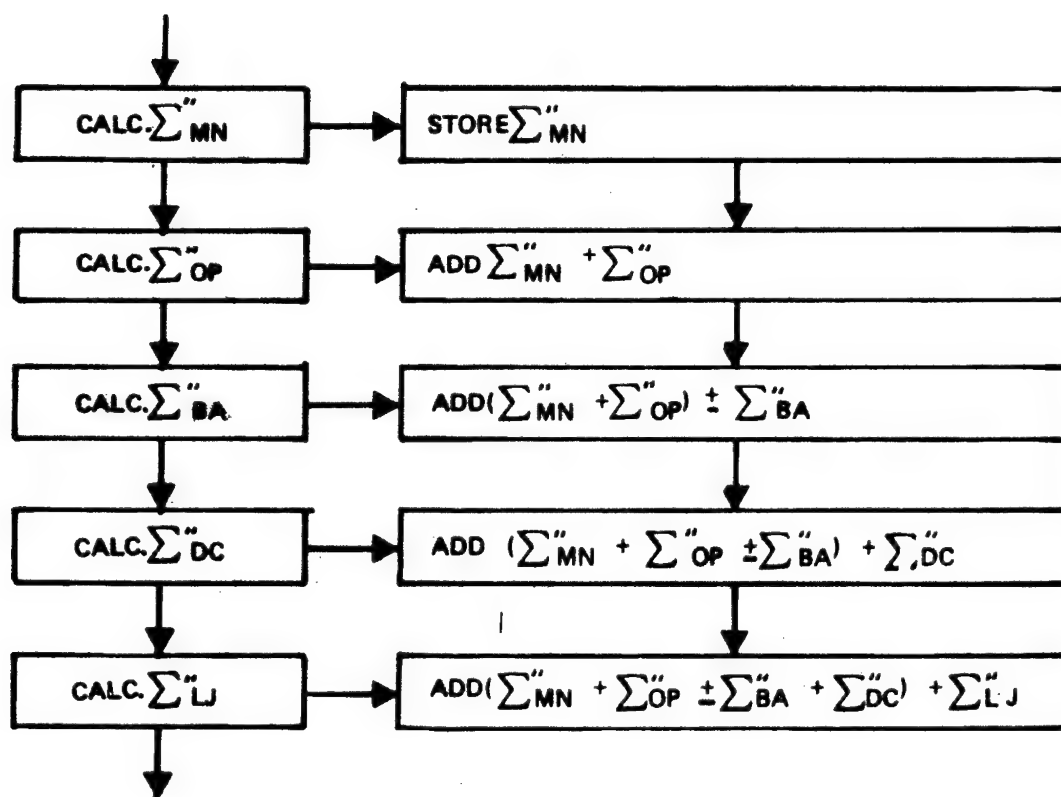 CALC.∑″MN
STORE∑″MN
CALC.∑″OP
ADD∑″MN + ∑″OP
CALC.∑″BA
ADD(∑″MN +∑″OP) ± ∑″BA
CALC.∑″DC
ADD (∑″MN + ∑″OP ±∑″BA) + ∑″DC
CALC.∑″LJ
ADD(∑″MN + ∑″OP ±∑″BA + ∑″DC) + ∑″LJ